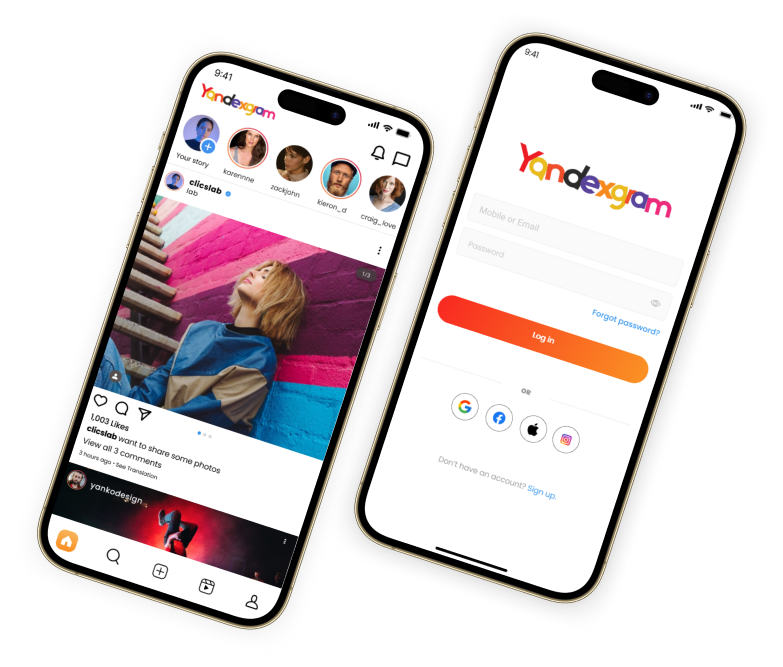 9:41
Yandexgram
Your story
karennne
zackjohn
kieron_d
craig_love
clicslab
lab
1/3
1,003 Likes
clicslab want to share some photos
View all 3 comments
3 hours ago • See Translation
yankodesign
9:41
Yandexgram
Mobile or Email
Password
Forgot password?
Log in
OR
Don't have an account? Sign up.